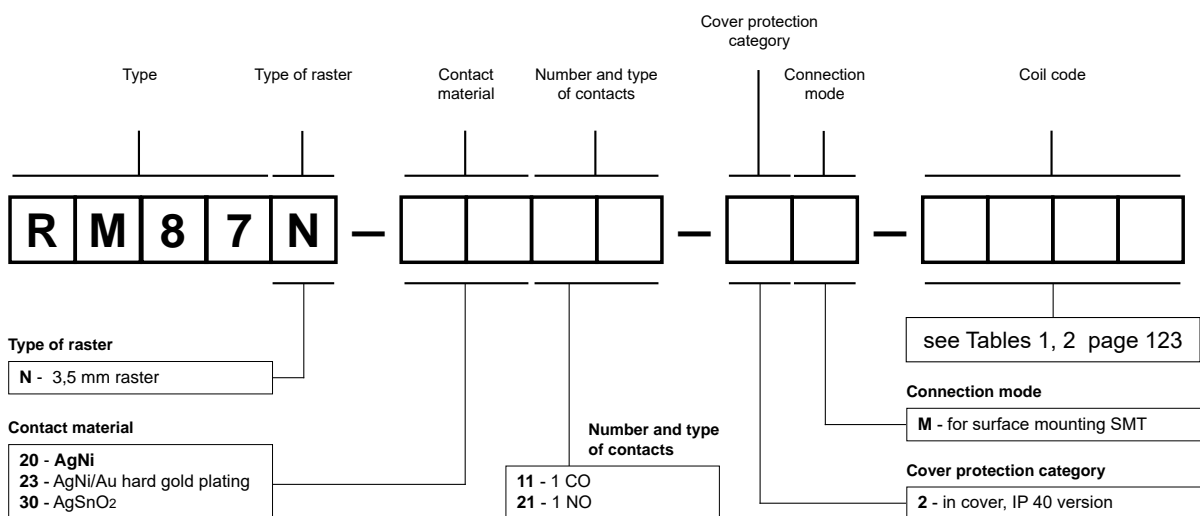 Cover protection
category
Type
Type of raster
Contact
material
Number and type
of contacts
Connection
mode
Coil code
R M 8 7 N – – –
see Tables 1, 2 page 123
Type of raster
N - 3,5 mm raster
Connection mode
M - for surface mounting SMT
Contact material
20 - AgNi
23 - AgNi/Au hard gold plating
30 - AgSnO2
Number and type
of contacts
11 - 1 CO
21 - 1 NO
Cover protection category
2 - in cover, IP 40 version